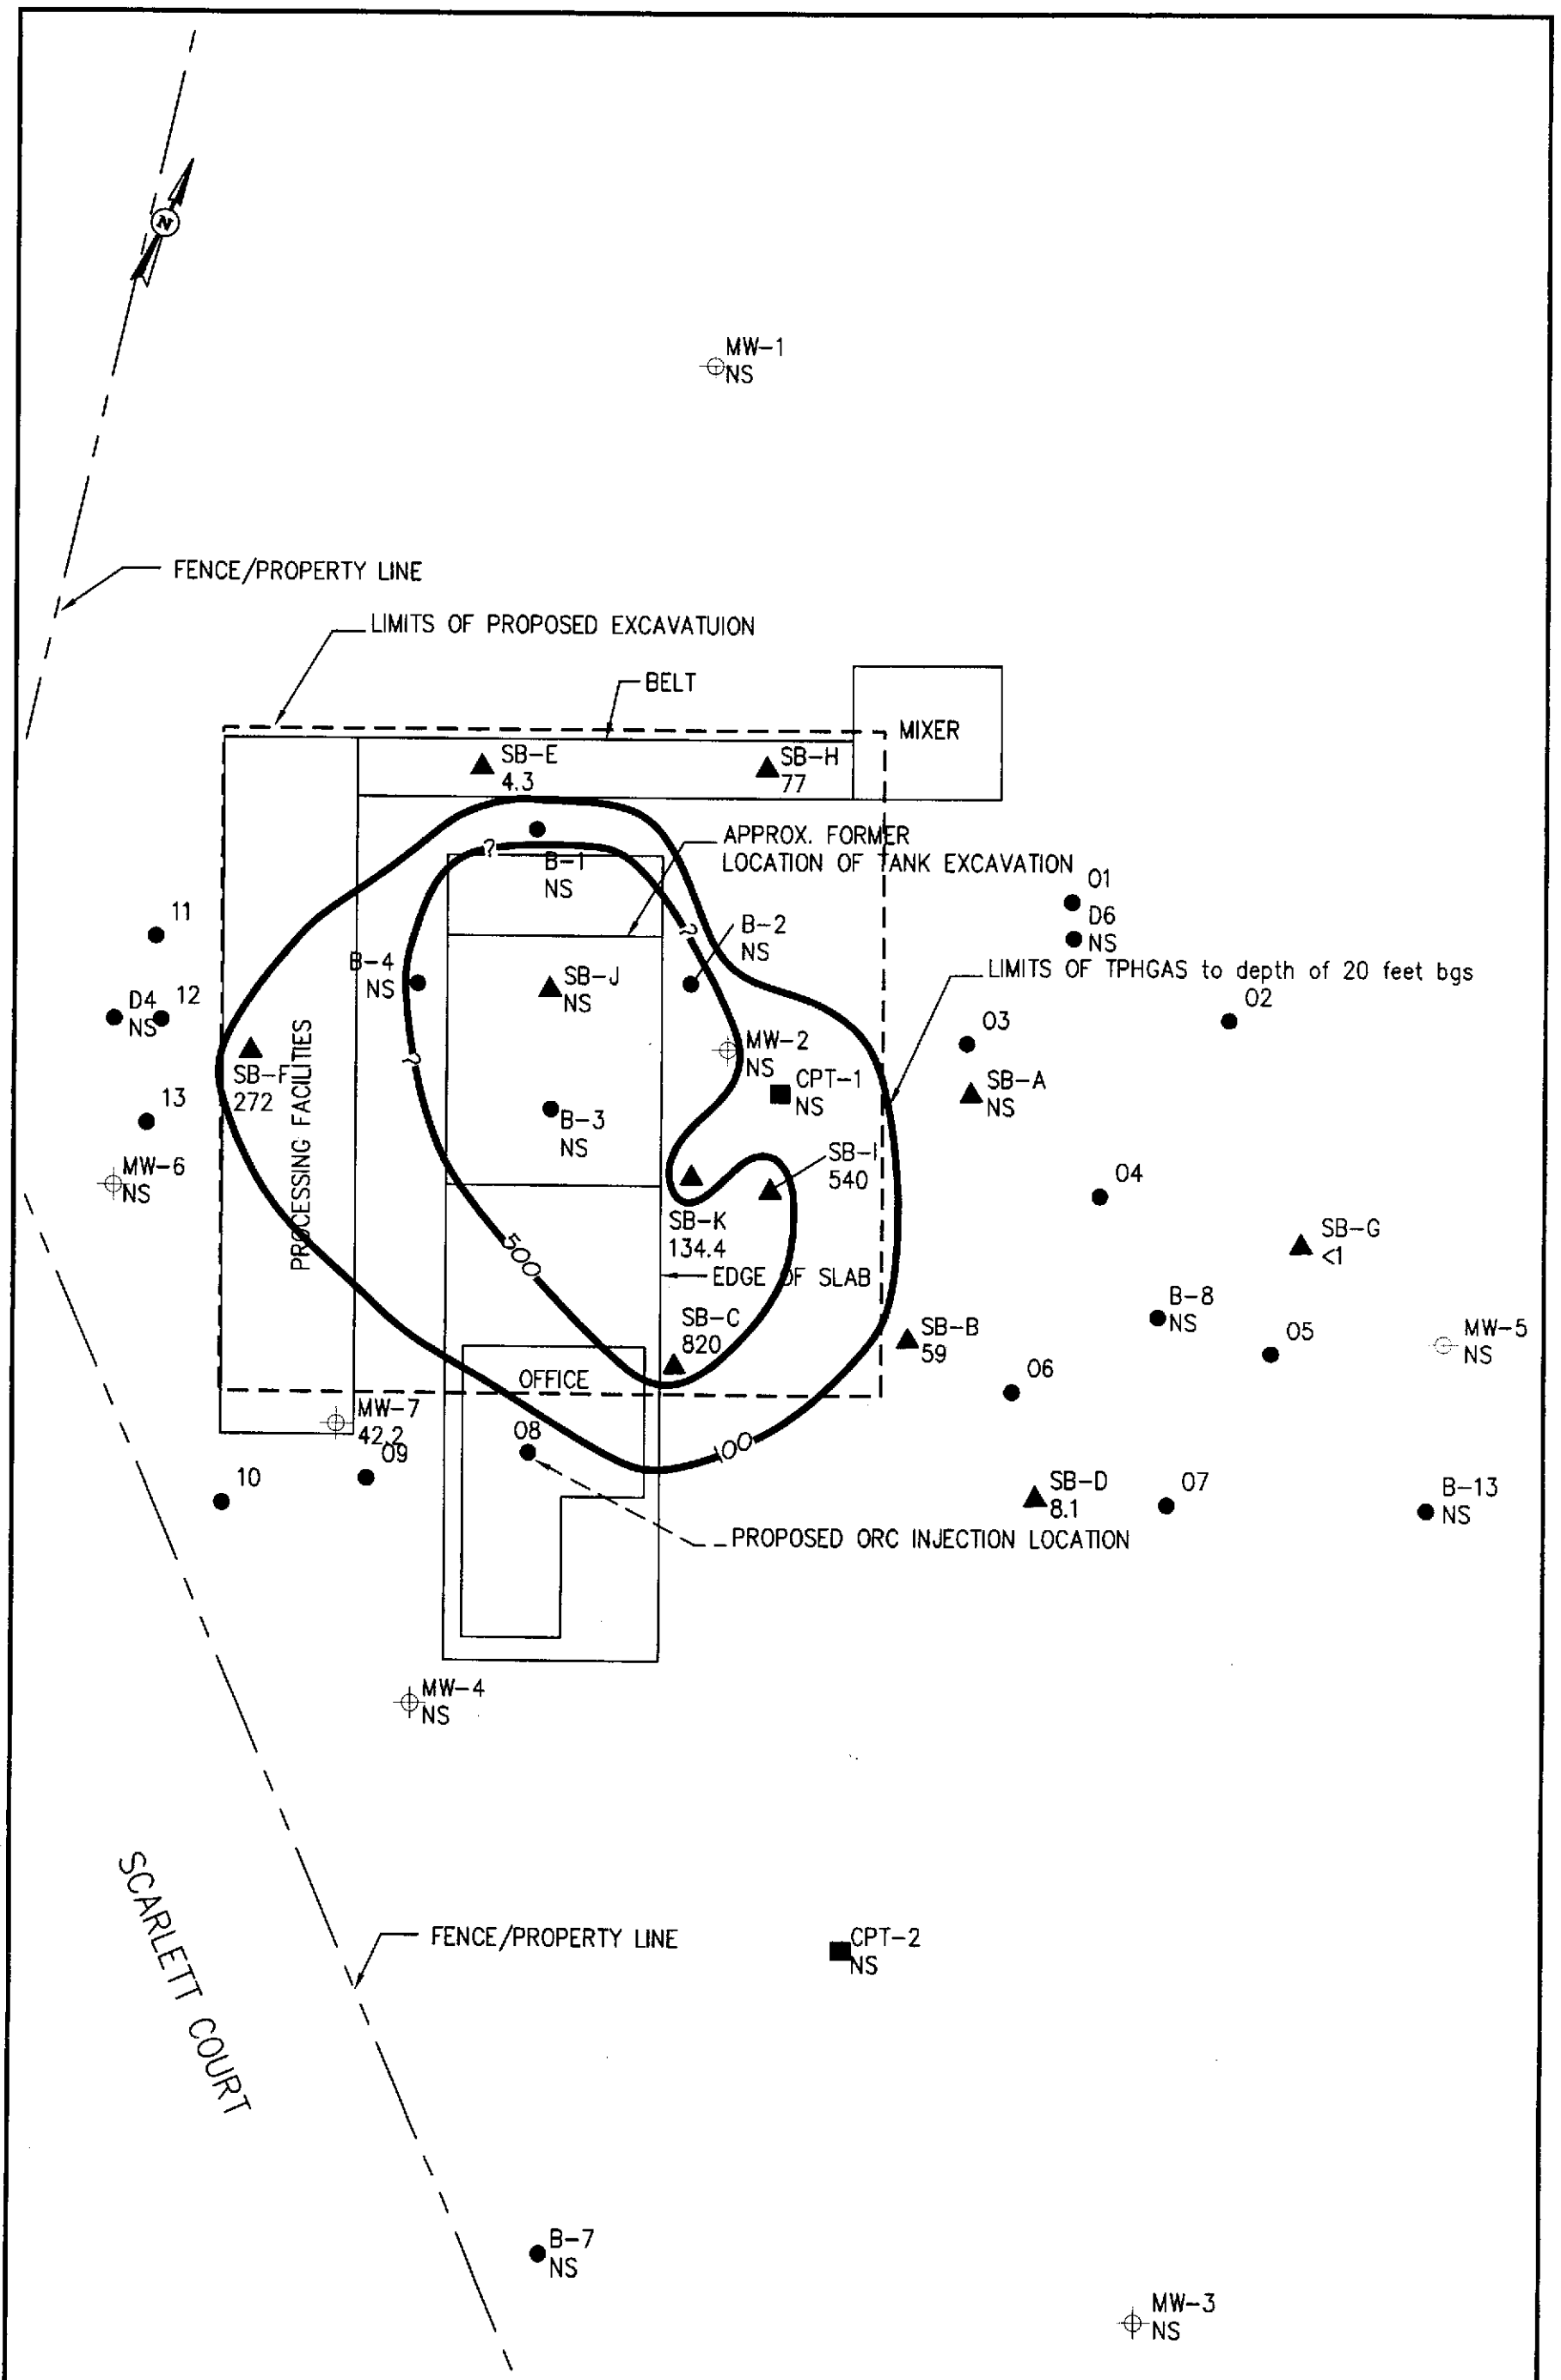 N
MW-1
NS
FENCE/PROPERTY LINE
LIMITS OF PROPOSED EXCAVATUION
BELT
MIXER
SB-E
4.3
SB-H
77
APPROX. FORMER
LOCATION OF TANK EXCAVATION
?
B-1
NS
01
D6
NS
11
?
B-2
NS
B-4
NS
SB-J
NS
LIMITS OF TPHGAS to depth of 20 feet bgs
02
D4
NS
12
03
MW-2
NS
?
SB-F
272
PROCESSING FACILITIES
CPT-1
NS
SB-A
NS
13
B-3
NS
MW-6
NS
SB-I
540
04
SB-K
134.4
SB-G
<1
500
EDGE OF SLAB
SB-C
820
B-8
NS
SB-B
59
05
MW-5
NS
OFFICE
06
MW-7
42.2
08
100
09
10
SB-D
8.1
07
B-13
NS
PROPOSED ORC INJECTION LOCATION
MW-4
NS
SCARLETT COURT
FENCE/PROPERTY LINE
CPT-2
NS
B-7
NS
MW-3
NS